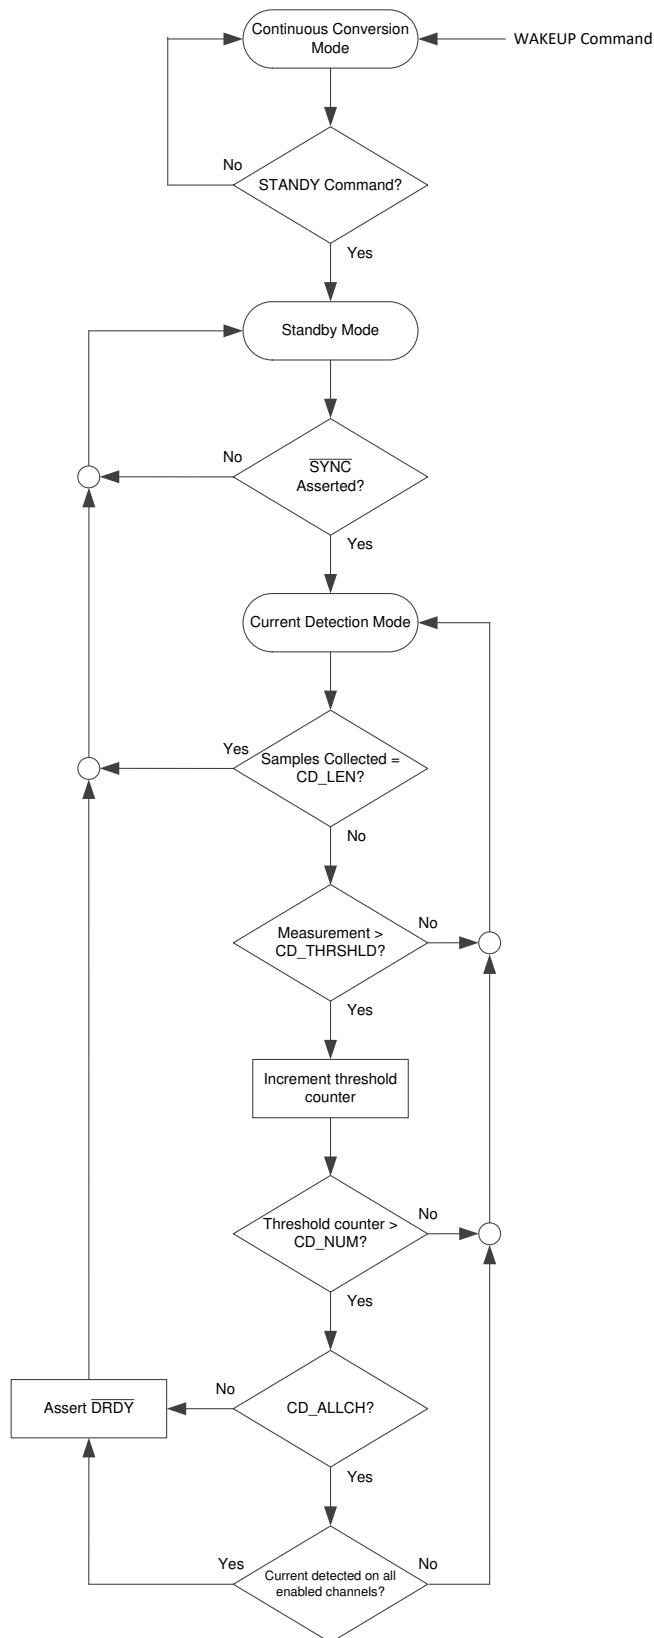 Continuous Conversion
Mode
WAKEUP Command
No
STANDY Command?
Yes
Standby Mode
No
SYNC
Asserted?
Yes
Current Detection Mode
Yes
Samples Collected =
CD_LEN?
No
Measurement >
CD_THRSHLD?
No
Yes
Increment threshold
counter
Threshold counter >
CD_NUM?
No
Yes
Assert DRDY
No
CD_ALLCH?
Yes
Yes
Current detected on all
enabled channels?
No